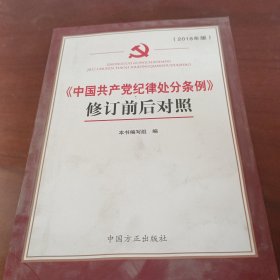 （2018年版）
《中国共产党纪律处分条例》
修订前后对照
本书编写组 编
中国方正出版社